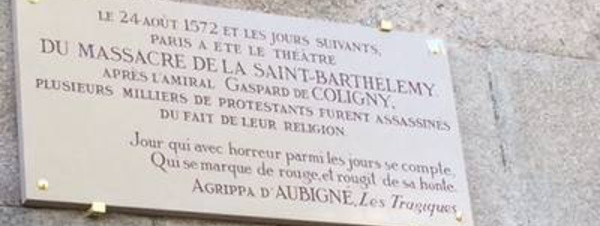 LE 24 AOÛT 1572 ET LES JOURS SUIVANTS,
PARIS A ETE LE THÉÂTRE
DU MASSACRE DE LA SAINT-BARTHÉLEMY.
APRÈS L'AMIRAL GASPARD DE COLIGNY,
PLUSIEURS MILLIERS DE PROTESTANTS FURENT ASSASSINÉS
DU FAIT DE LEUR RELIGION.
Jour qui avec horreur parmi les jours se compte,
Qui se marque de rouge, et rougit de sa honte.
AGRIPPA D'AUBIGNÉ, Les Tragiques